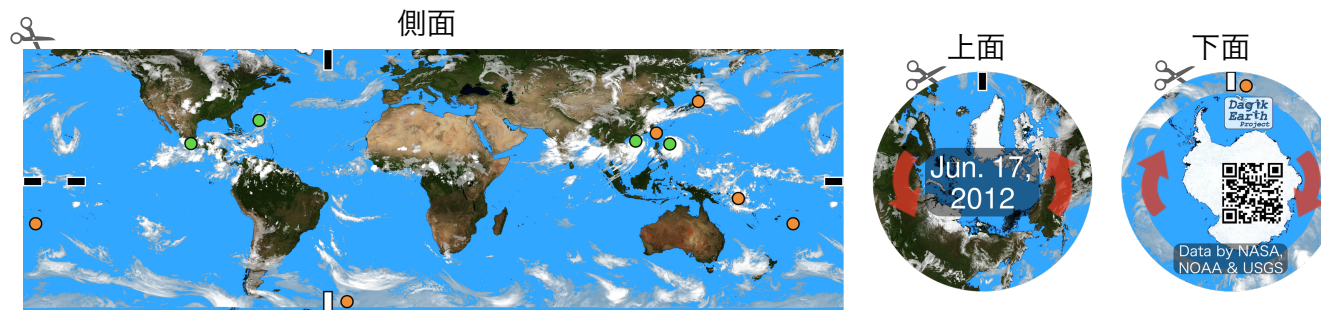 側面
上面
下面
Jun. 17,
2012
Dagik
Earth
Project
Data by NASA,
NOAA & USGS